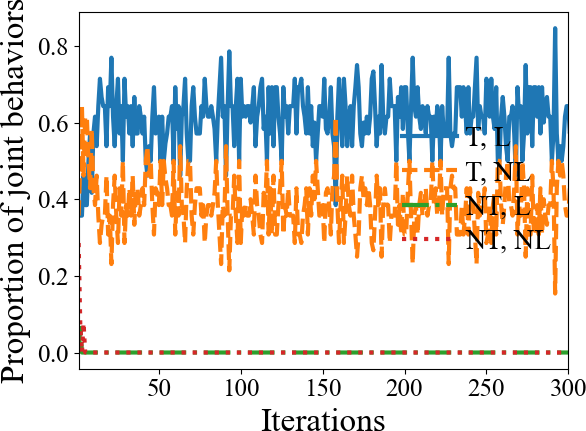 Proportion of joint behaviors
0.8
0.6
0.4
0.2
0.0
T, L
T, NL
NT, L
NT, NL
50
100
150
200
250
300
Iterations